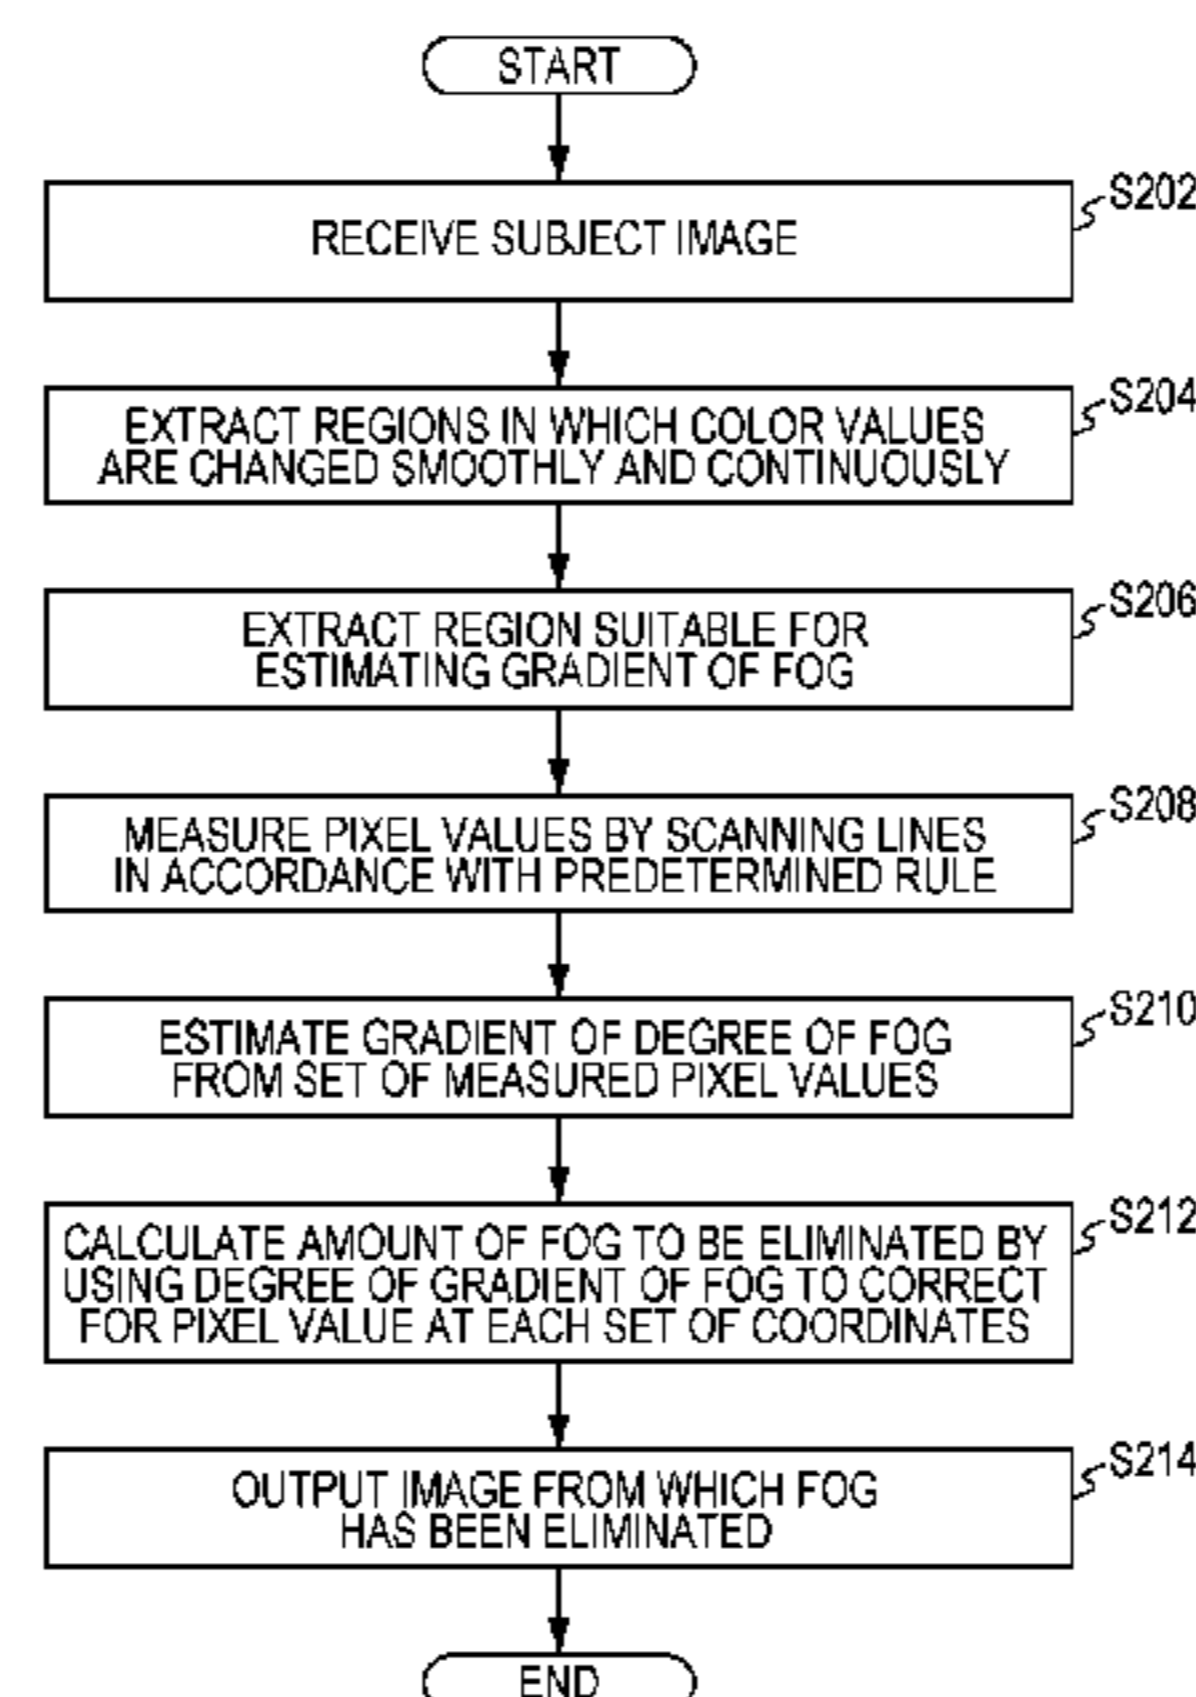 START
S202
RECEIVE SUBJECT IMAGE
S204
EXTRACT REGIONS IN WHICH COLOR VALUES
ARE CHANGED SMOOTHLY AND CONTINUOUSLY
S206
EXTRACT REGION SUITABLE FOR
ESTIMATING GRADIENT OF FOG
S208
MEASURE PIXEL VALUES BY SCANNING LINES
IN ACCORDANCE WITH PREDETERMINED RULE
S210
ESTIMATE GRADIENT OF DEGREE OF FOG
FROM SET OF MEASURED PIXEL VALUES
S212
CALCULATE AMOUNT OF FOG TO BE ELIMINATED BY
USING DEGREE OF GRADIENT OF FOG TO CORRECT
FOR PIXEL VALUE AT EACH SET OF COORDINATES
S214
OUTPUT IMAGE FROM WHICH FOG
HAS BEEN ELIMINATED
END